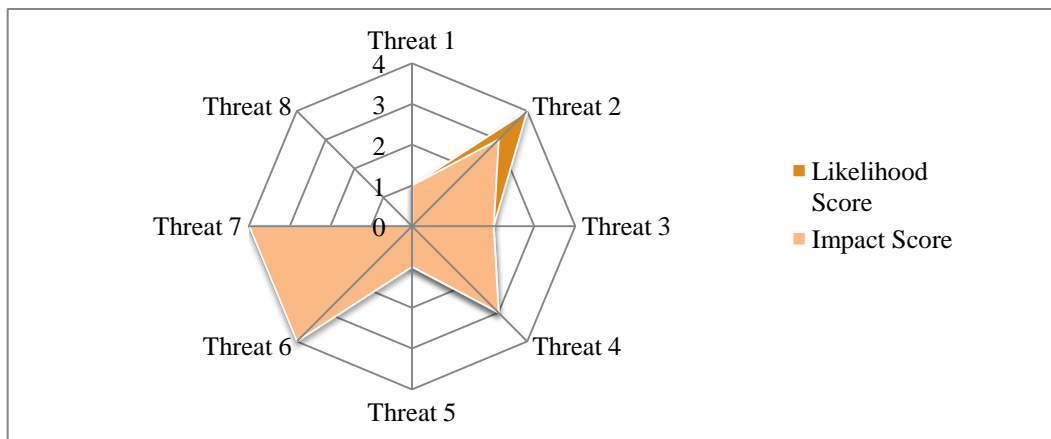 Threat 1
4
Threat 8
3
Threat 2
2
1
Threat 7
0
Threat 3
Threat 6
Threat 4
Threat 5
Likelihood
Score
Impact Score